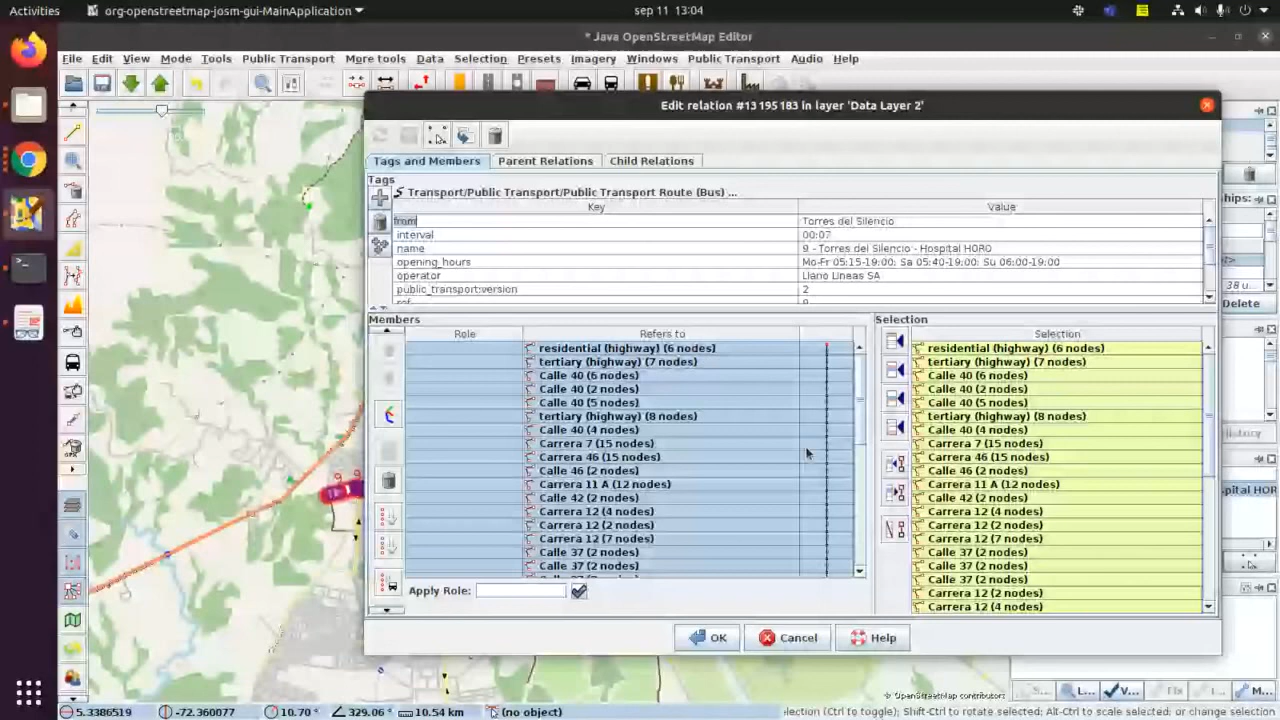 Activities
org-openstreetmap-josm-gui-MainApplication
sep 11 13:04
* Java OpenStreetMap Editor
File Edit View Mode Tools Public Transport More tools Data Selection Presets Imagery Windows Public Transport Audio Help
Edit relation #13195183 in layer 'Data Layer 2'
Tags and Members Parent Relations Child Relations
Tags
Transport/Public Transport/Public Transport Route (Bus) ...
Key Value
from Torres del Silencio
interval 00:07
name 9 - Torres del Silencio - Hospital HORO
opening_hours Mo-Fr 05:15-19:00; Sa 05:40-19:00; Su 06:00-19:00
operator Llano Lineas SA
public_transport:version 2
Members
Role Refers to
residential (highway) (6 nodes)
tertiary (highway) (7 nodes)
Calle 40 (6 nodes)
Calle 40 (2 nodes)
Calle 40 (5 nodes)
tertiary (highway) (8 nodes)
Calle 40 (4 nodes)
Carrera 7 (15 nodes)
Carrera 46 (15 nodes)
Calle 46 (2 nodes)
Carrera 11 A (12 nodes)
Calle 42 (2 nodes)
Carrera 12 (4 nodes)
Carrera 12 (2 nodes)
Carrera 12 (7 nodes)
Calle 37 (2 nodes)
Calle 37 (2 nodes)
Apply Role:
Selection
Selection
residential (highway) (6 nodes)
tertiary (highway) (7 nodes)
Calle 40 (6 nodes)
Calle 40 (2 nodes)
Calle 40 (5 nodes)
tertiary (highway) (8 nodes)
Calle 40 (4 nodes)
Carrera 7 (15 nodes)
Carrera 46 (15 nodes)
Calle 46 (2 nodes)
Carrera 11 A (12 nodes)
Calle 42 (2 nodes)
Carrera 12 (4 nodes)
Carrera 12 (2 nodes)
Carrera 12 (7 nodes)
Calle 37 (2 nodes)
Calle 37 (2 nodes)
Calle 37 (2 nodes)
Carrera 12 (2 nodes)
Carrera 12 (4 nodes)
OK Cancel Help
hips:
38 u...
Delete
History
spital HOR
© OpenStreetMap contributors
S... L... V... Fix F... M...
5.3386519 -72.360077 10.70 ° 329.06 ° 10.54 km (no object)
lection (Ctrl to toggle); Shift-Ctrl to rotate selected; Alt-Ctrl to scale selected; or change selection